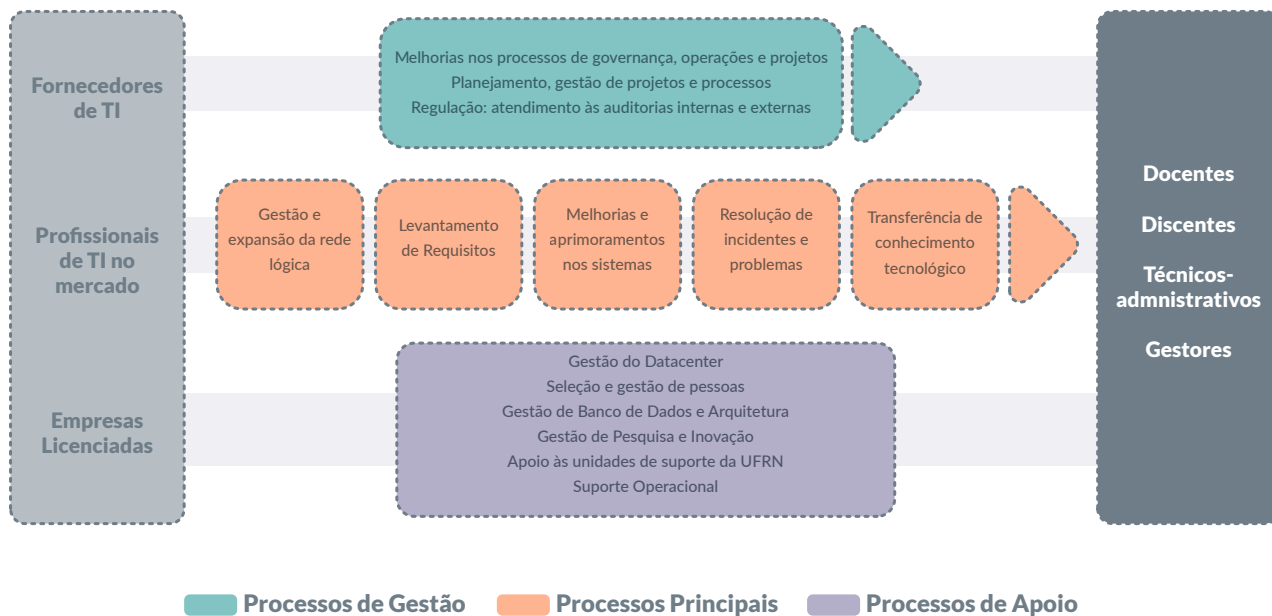 Fornecedores
de TI
Profissionais
de TI no
mercado
Empresas
Licenciadas
Melhorias nos processos de governança, operações e projetos
Planejamento, gestão de projetos e processos
Regulação: atendimento às auditorias internas e externas
Gestão e
expansão da rede
lógica
Levantamento
de Requisitos
Melhorias e
aprimoramentos
nos sistemas
Resolução de
incidentes e
problemas
Transferência de
conhecimento
tecnológico
Gestão do Datacenter
Seleção e gestão de pessoas
Gestão de Banco de Dados e Arquitetura
Gestão de Pesquisa e Inovação
Apoio às unidades de suporte da UFRN
Suporte Operacional
Docentes
Discentes
Técnicos-
admnistrativos
Gestores
Processos de Gestão
Processos Principais
Processos de Apoio